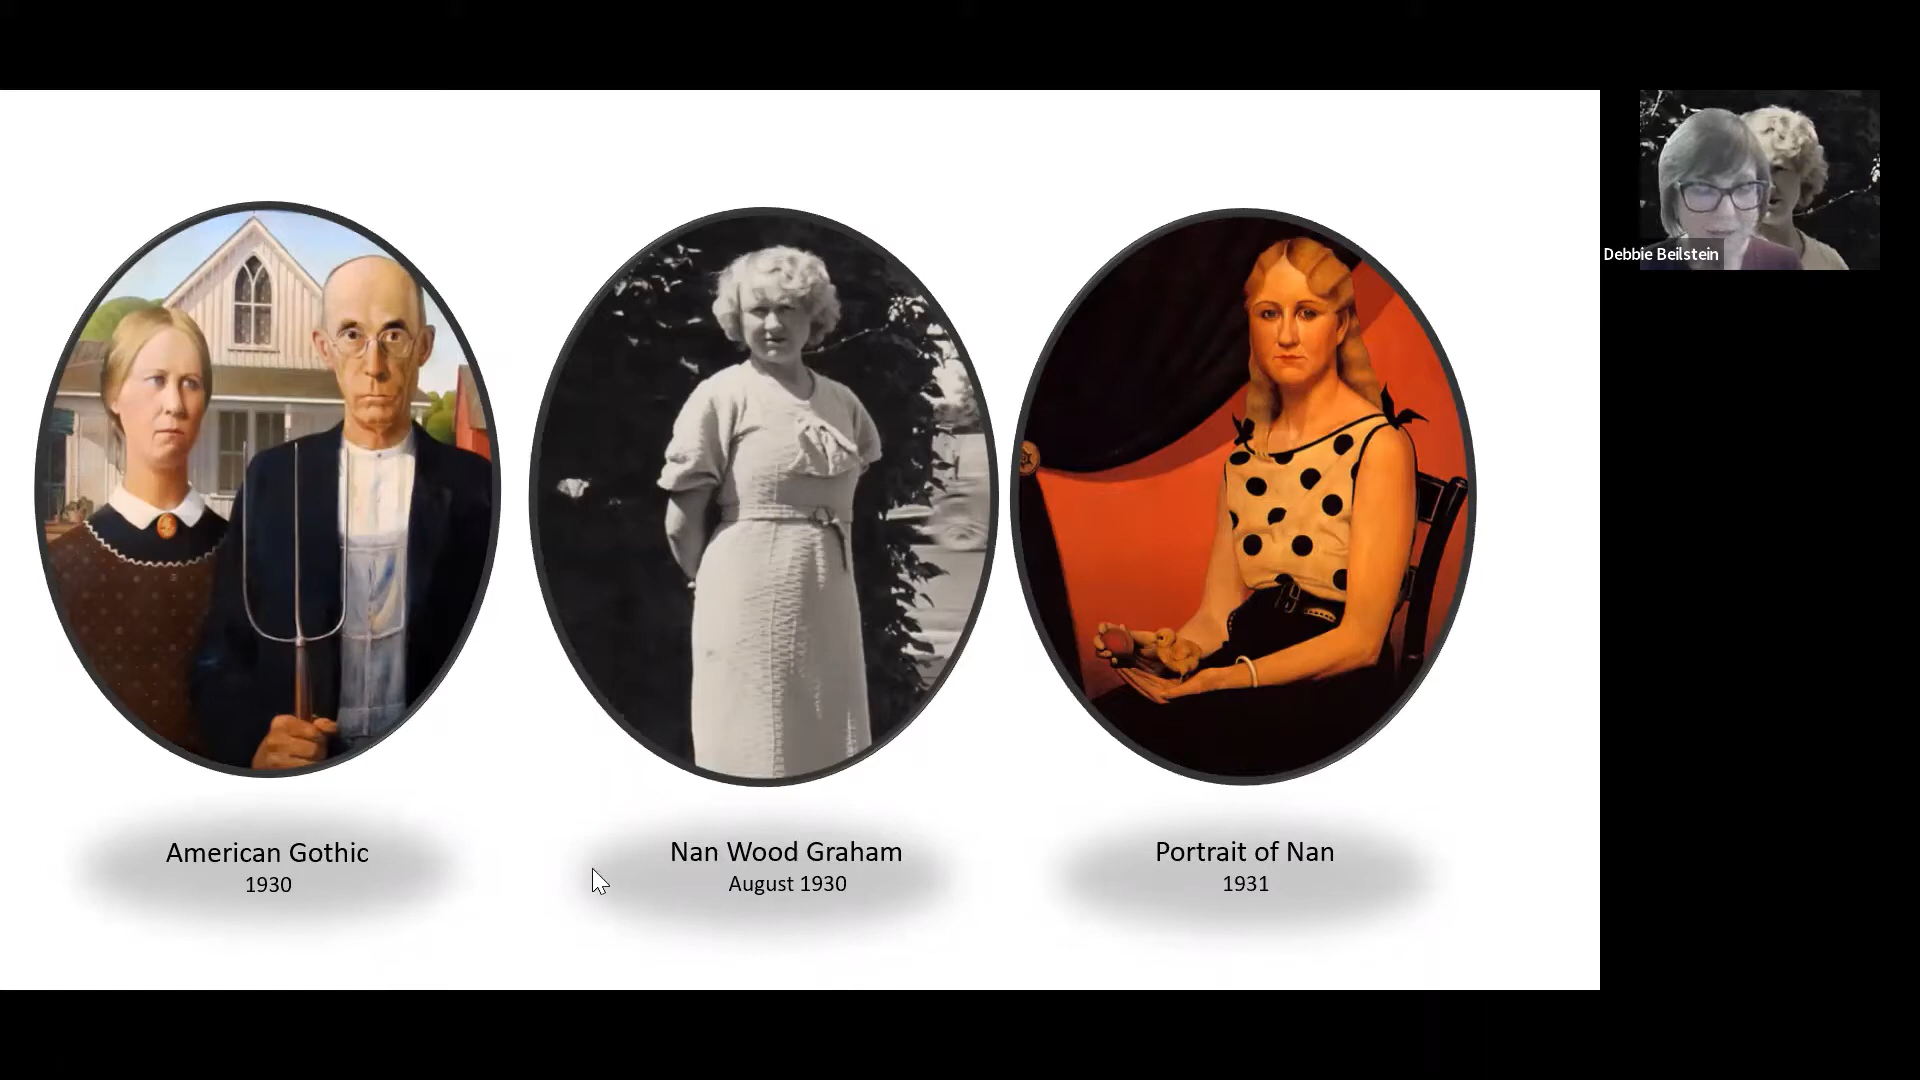 Debbie Beilstein
American Gothic
1930
Nan Wood Graham
August 1930
Portrait of Nan
1931